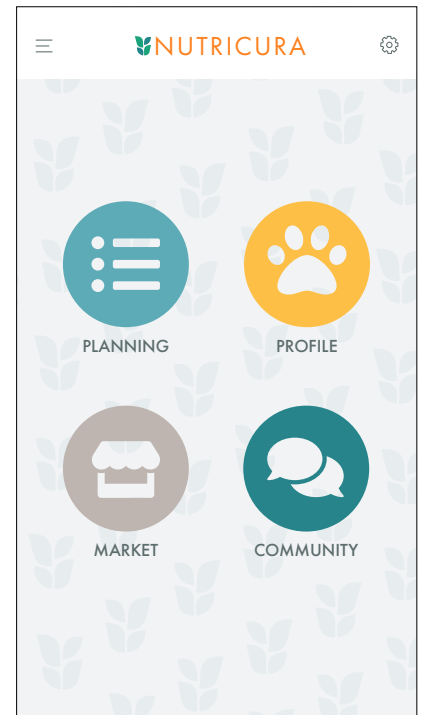 NUTRICURA
PLANNING
PROFILE
MARKET
COMMUNITY